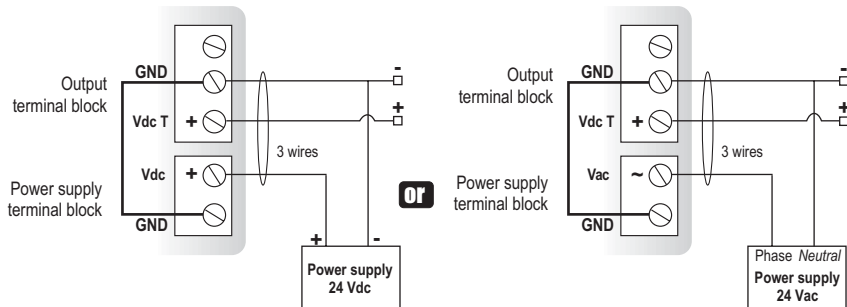 GND
Output
terminal block
Vdc T
+
-
+
3 wires
Vdc
+
Power supply
terminal block
GND
+ -
Power supply
24 Vdc
or
GND
Output
terminal block
Vdc T
+
-
+
3 wires
Vac
~
Power supply
terminal block
GND
Phase Neutral
Power supply
24 Vac